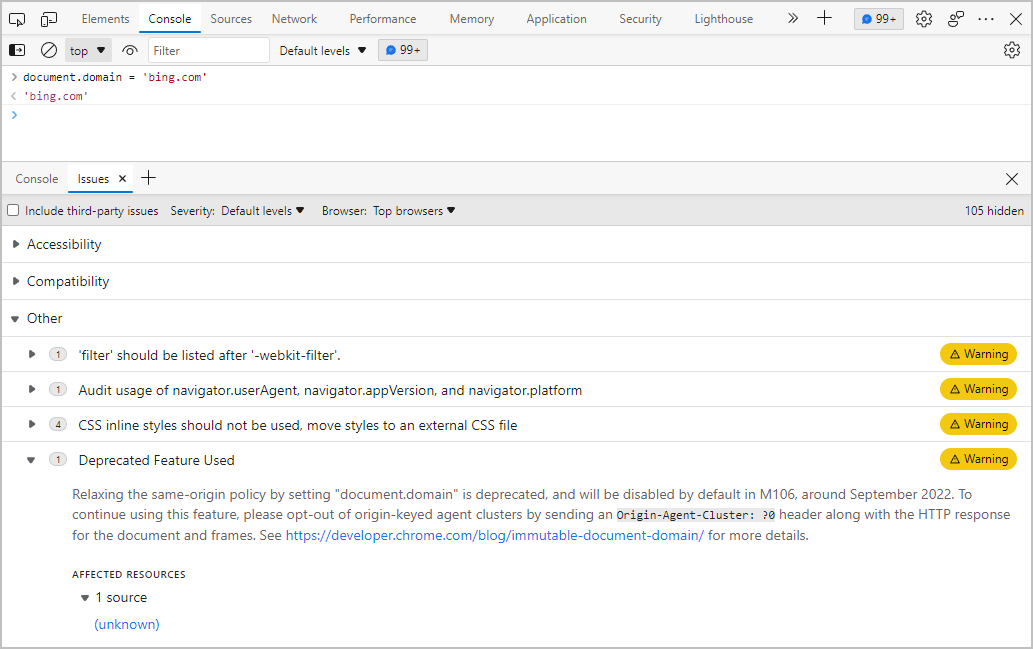 Elements Console Sources Network Performance Memory Application Security Lighthouse 99+
top Filter Default levels 99+
document.domain = 'bing.com'
'bing.com'
Console Issues
Include third-party issues Severity: Default levels Browser: Top browsers 105 hidden
Accessibility
Compatibility
Other
1 'filter' should be listed after '-webkit-filter'. Warning
1 Audit usage of navigator.userAgent, navigator.appVersion, and navigator.platform Warning
4 CSS inline styles should not be used, move styles to an external CSS file Warning
1 Deprecated Feature Used Warning
Relaxing the same-origin policy by setting "document.domain" is deprecated, and will be disabled by default in M106, around September 2022. To
continue using this feature, please opt-out of origin-keyed agent clusters by sending an Origin-Agent-Cluster: ?0 header along with the HTTP response
for the document and frames. See https://developer.chrome.com/blog/immutable-document-domain/ for more details.
AFFECTED RESOURCES
1 source
(unknown)